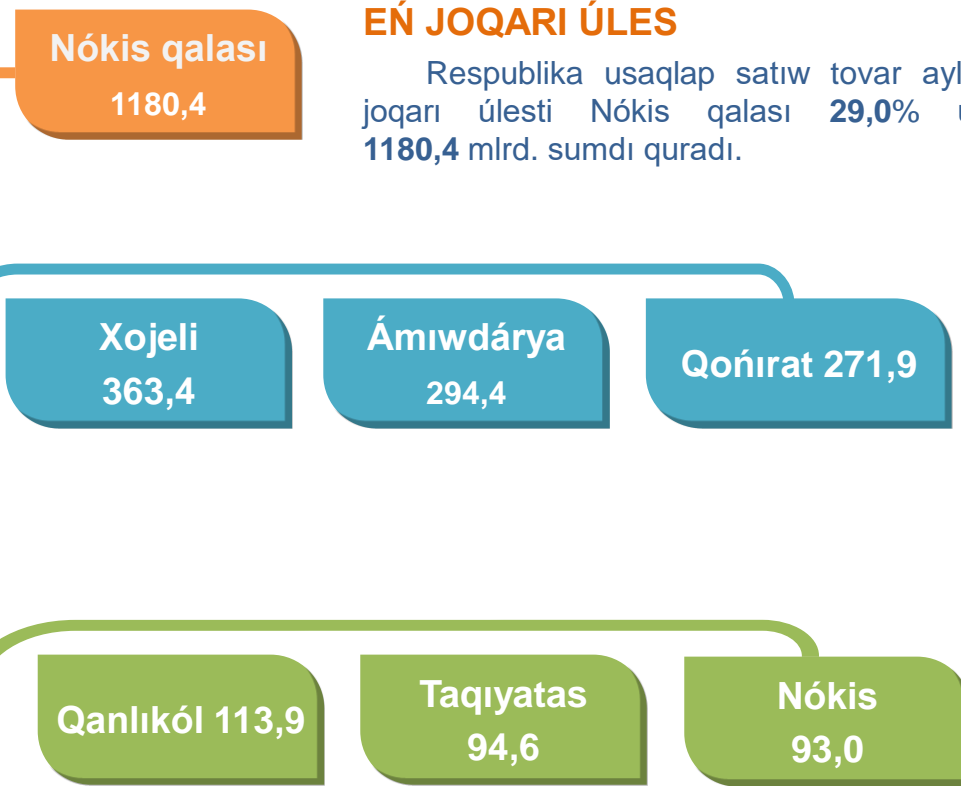 Nókis qalası
1180,4
EŃ JOQARI ÚLES
Respublika usaqlap satıw tovar
joqarı úlesti Nókis qalası 29,0%
1180,4 mlrd. sumdı quradı.
Xojeli
363,4
Ámıwdárya
294,4
Qońırat 271,9
Qanlıkól 113,9
Taqıyatas
94,6
Nókis
93,0